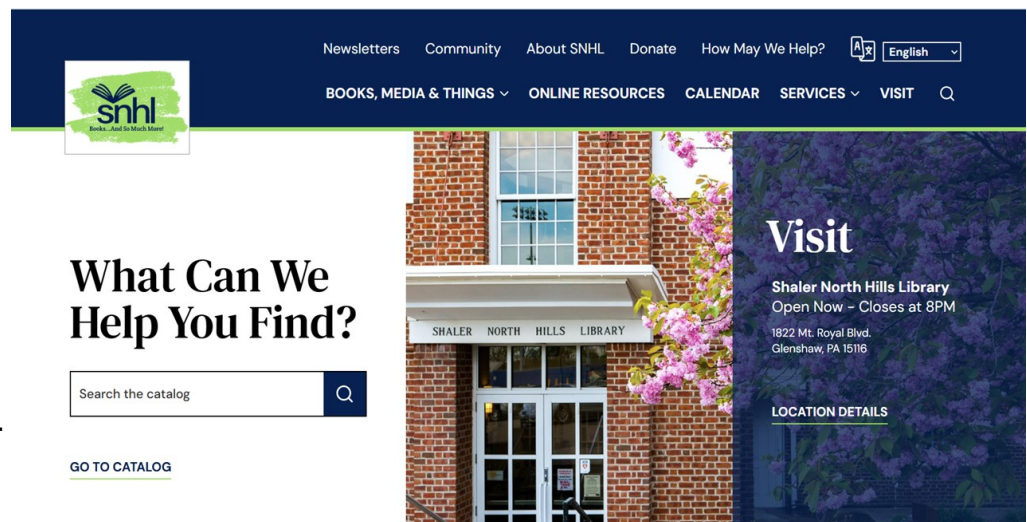 Newsletters Community About SNHL Donate How May We Help? English
snhl
Books...And So Much More!
BOOKS, MEDIA & THINGS ONLINE RESOURCES CALENDAR SERVICES VISIT
What Can We
Help You Find?
Search the catalog
GO TO CATALOG
SHALER NORTH HILLS LIBRARY
Visit
Shaler North Hills Library
Open Now – Closes at 8PM
1822 Mt. Royal Blvd.
Glenshaw, PA 15116
LOCATION DETAILS